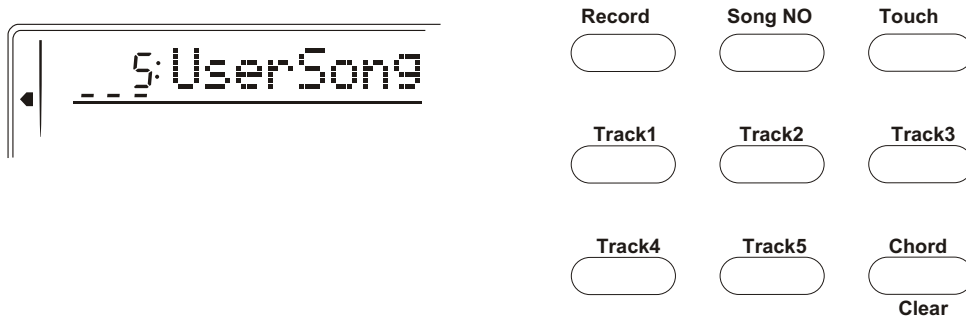 _ _ 5:UserSong
Record Song NO Touch
Track1 Track2 Track3
Track4 Track5 Chord
Clear